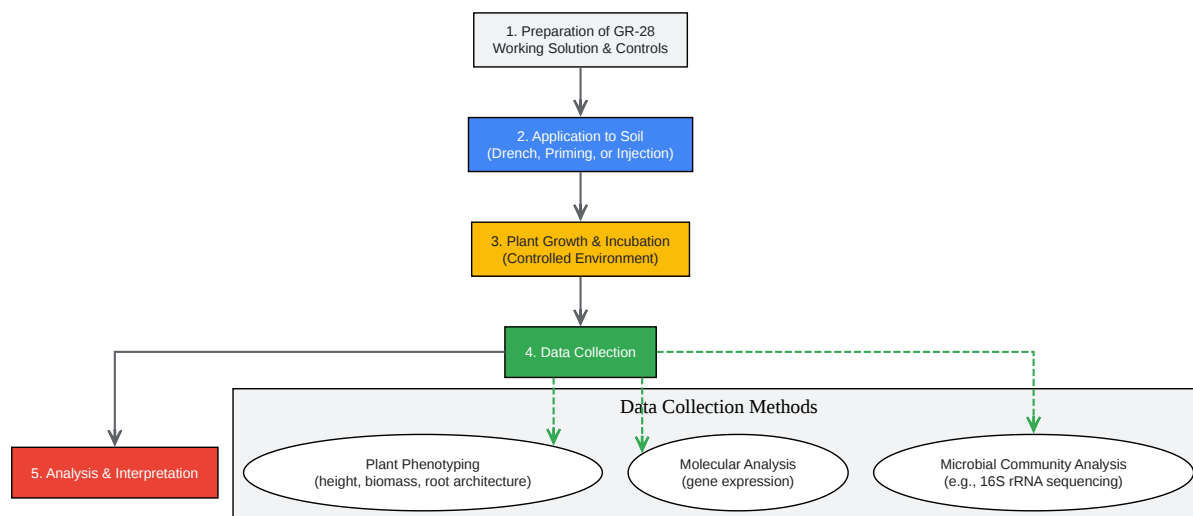 1. Preparation of GR-28
Working Solution & Controls
2. Application to Soil
(Drench, Priming, or Injection)
3. Plant Growth & Incubation
(Controlled Environment)
4. Data Collection
Data Collection Methods
5. Analysis & Interpretation
Plant Phenotyping
(height, biomass, root architecture)
Molecular Analysis
(gene expression)
Microbial Community Analysis
(e.g., 16S rRNA sequencing)